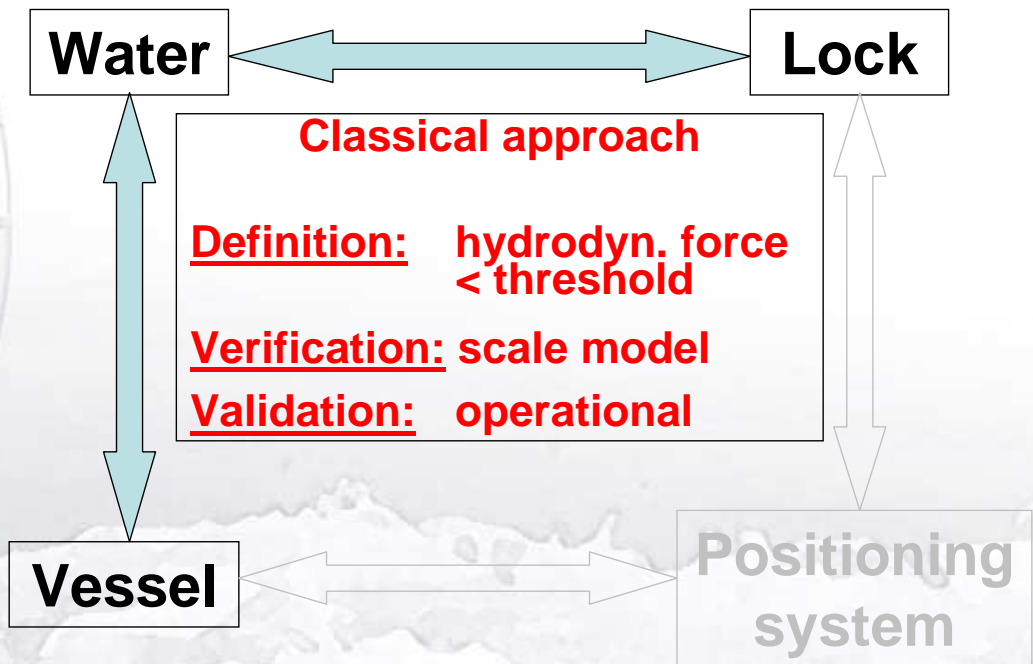 Water
Lock
Classical approach
Definition: hydrodyn. force
< threshold
Verification: scale model
Validation: operational
Vessel
Positioning
system